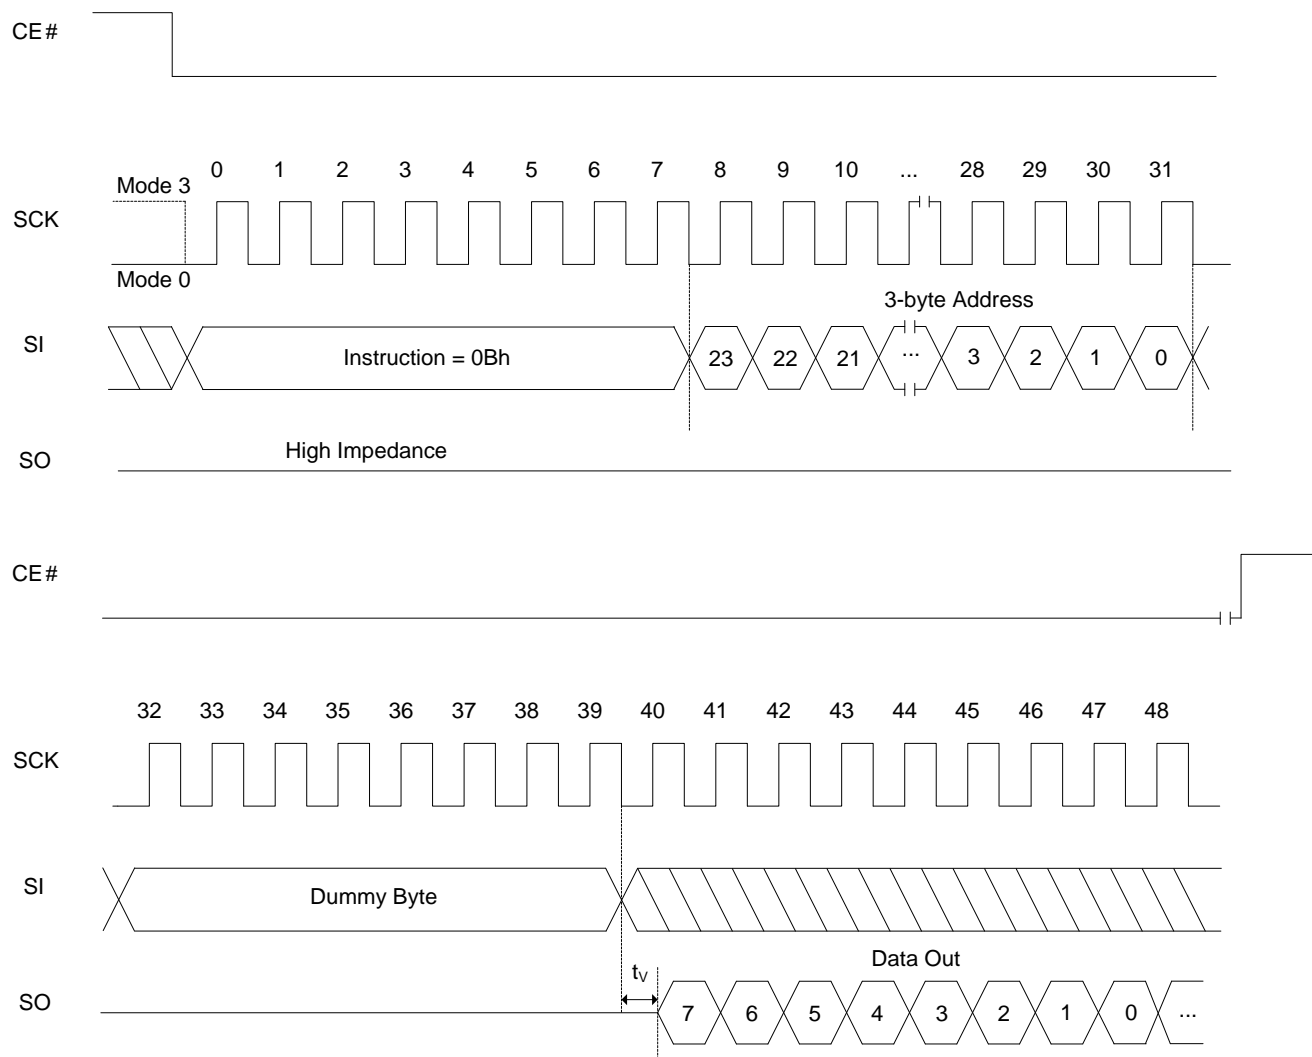 CE#
0 1 2 3 4 5 6 7 8 9 10 ... 28 29 30 31
Mode 3
SCK
Mode 0
3-byte Address
SI
Instruction = 0Bh
23 22 21 ... 3 2 1 0
High Impedance
SO
CE#
32 33 34 35 36 37 38 39 40 41 42 43 44 45 46 47 48
SCK
SI
Dummy Byte
Data Out
tV
SO
7 6 5 4 3 2 1 0 ...